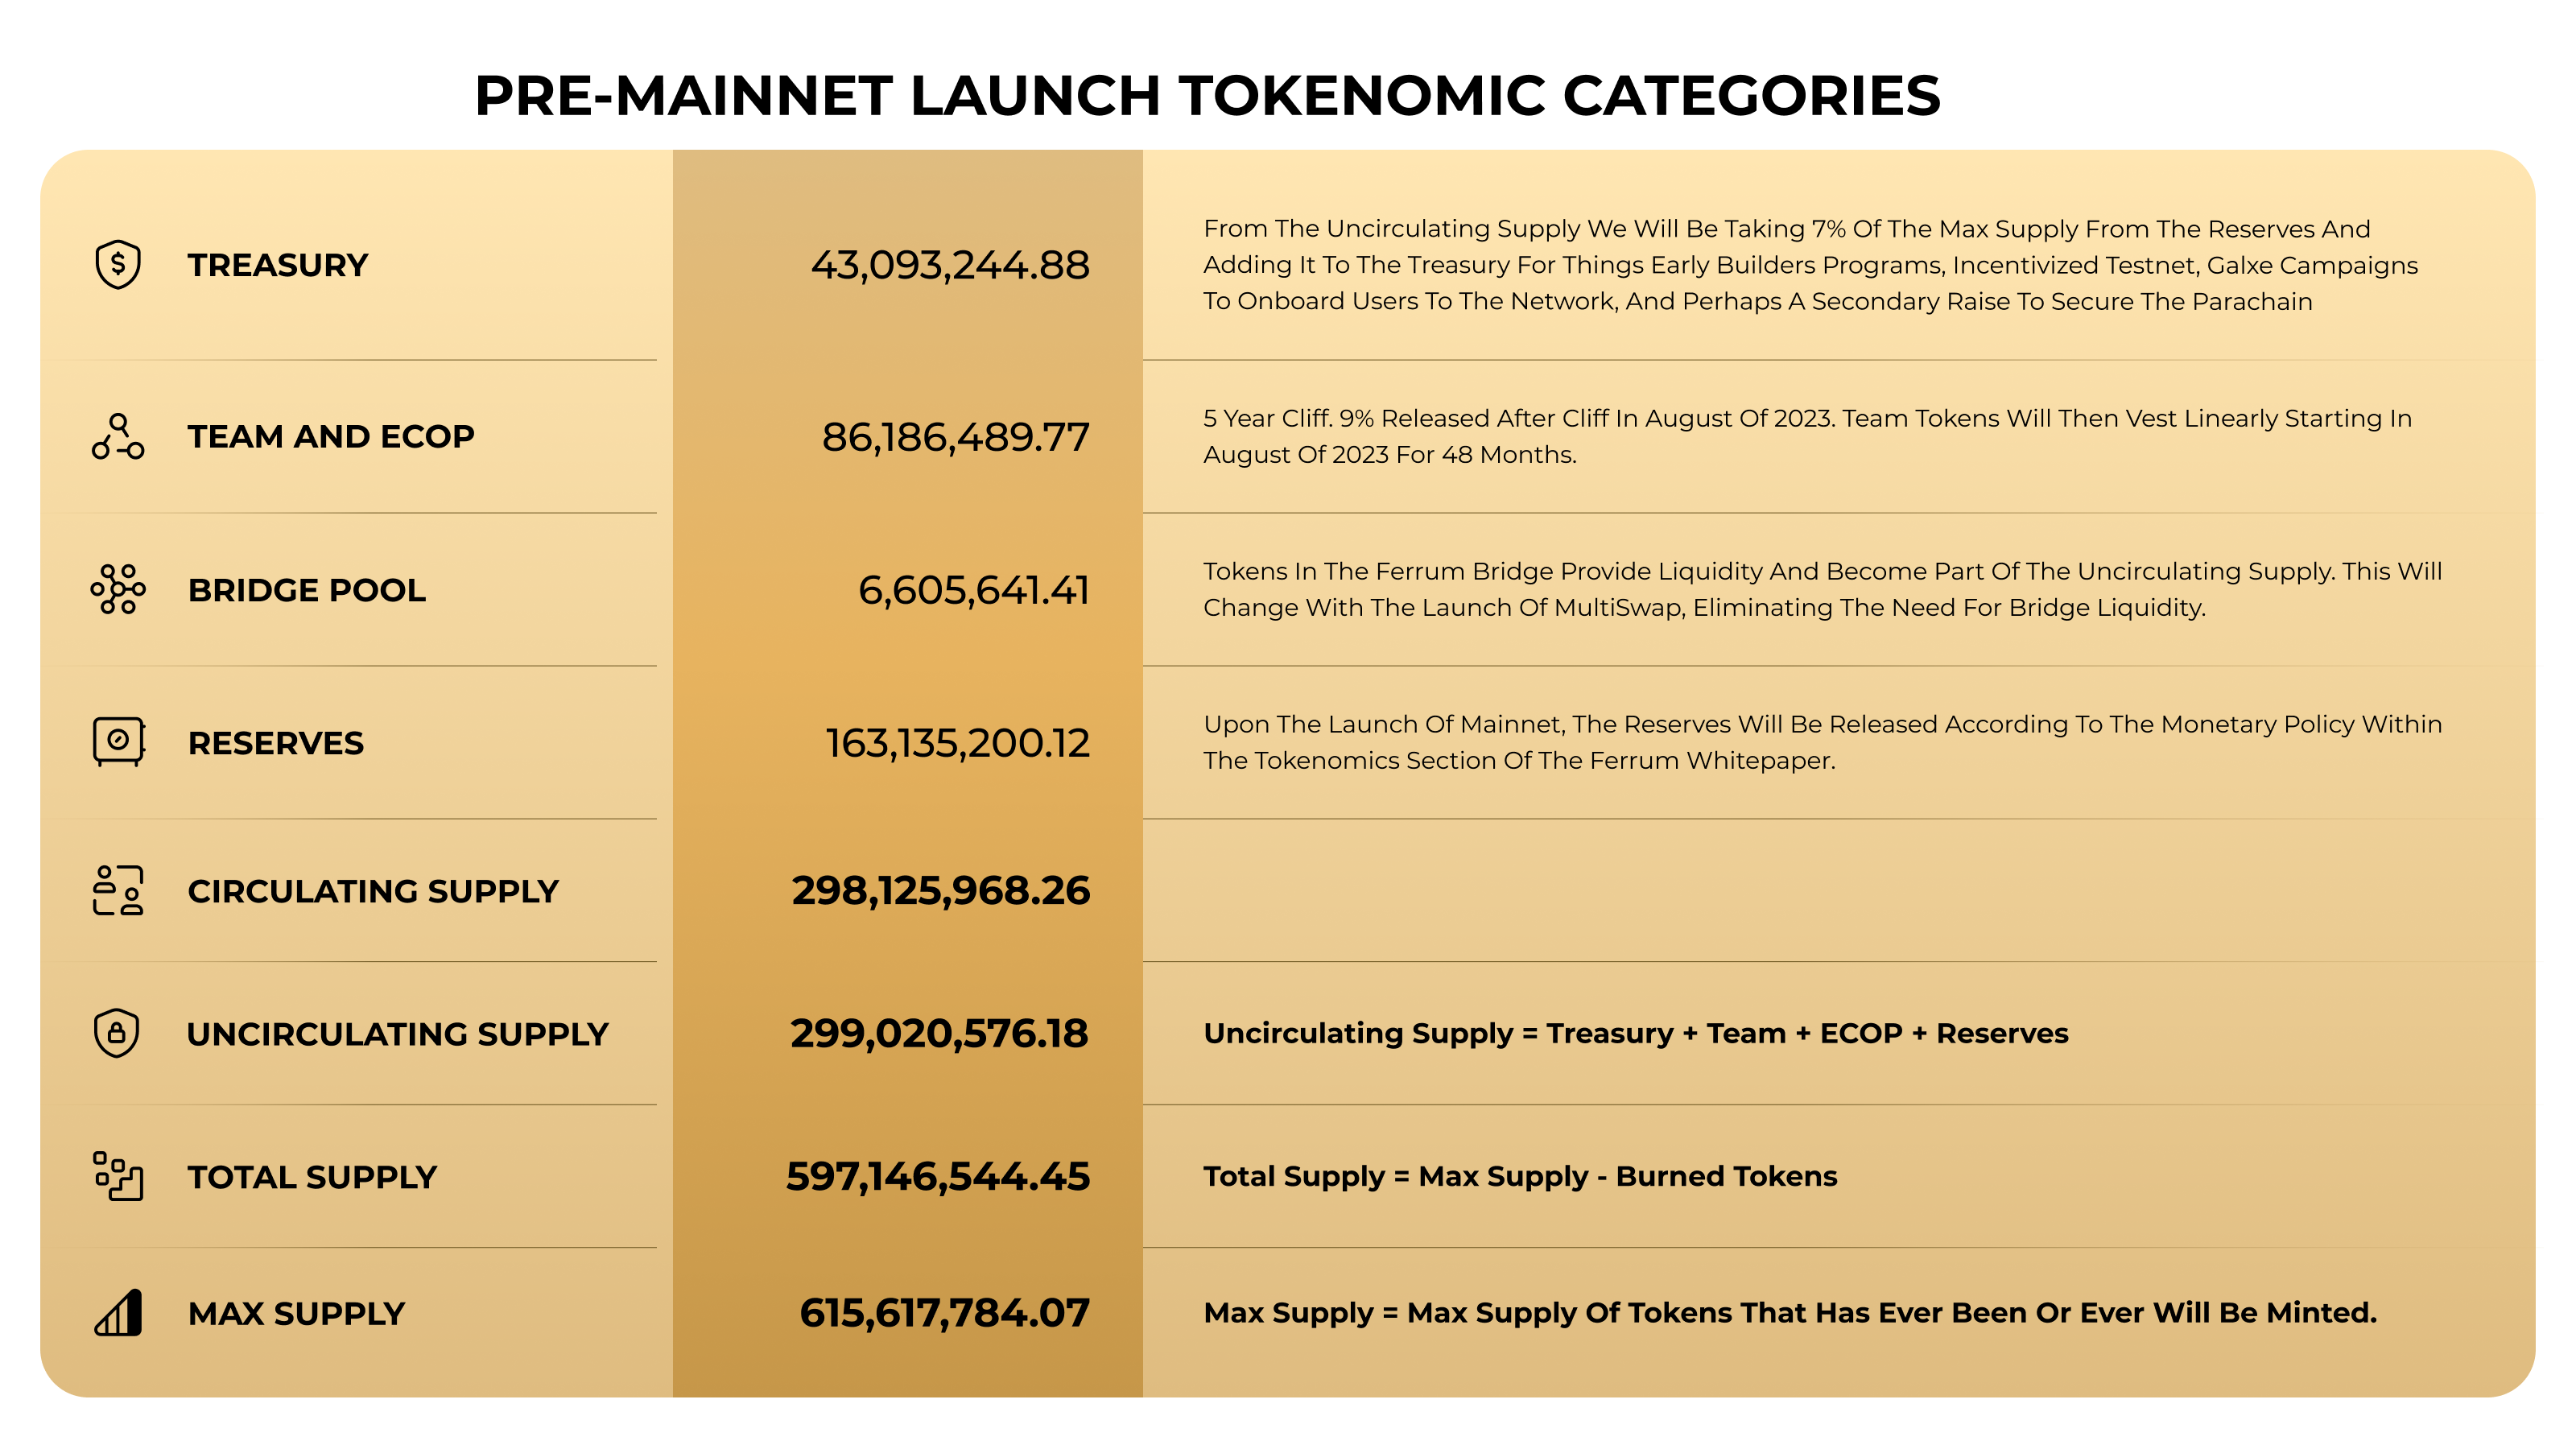 PRE-MAINNET LAUNCH TOKENOMIC CATEGORIES
TREASURY
43,093,244.88
From The Uncirculating Supply We Will Be Taking 7% Of The Max Supply From The Reserves And
Adding It To The Treasury For Things Early Builders Programs, Incentivized Testnet, Galxe Campaigns
To Onboard Users To The Network, And Perhaps A Secondary Raise To Secure The Parachain
TEAM AND ECOP
86,186,489.77
5 Year Cliff. 9% Released After Cliff In August Of 2023. Team Tokens Will Then Vest Linearly Starting In
August Of 2023 For 48 Months.
BRIDGE POOL
6,605,641.41
Tokens In The Ferrum Bridge Provide Liquidity And Become Part Of The Uncirculating Supply. This Will
Change With The Launch Of MultiSwap, Eliminating The Need For Bridge Liquidity.
RESERVES
163,135,200.12
Upon The Launch Of Mainnet, The Reserves Will Be Released According To The Monetary Policy Within
The Tokenomics Section Of The Ferrum Whitepaper.
CIRCULATING SUPPLY
298,125,968.26
UNCIRCULATING SUPPLY
299,020,576.18
Uncirculating Supply = Treasury + Team + ECOP + Reserves
TOTAL SUPPLY
597,146,544.45
Total Supply = Max Supply - Burned Tokens
MAX SUPPLY
615,617,784.07
Max Supply = Max Supply Of Tokens That Has Ever Been Or Ever Will Be Minted.